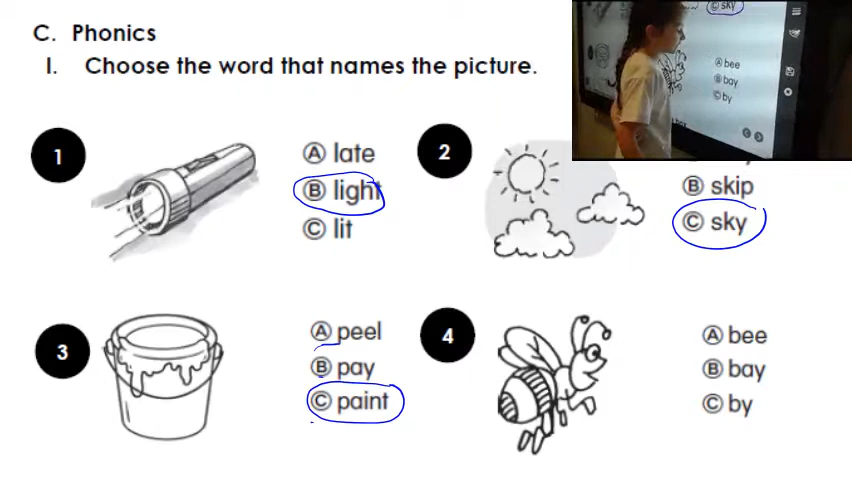 C. Phonics
I. Choose the word that names the picture.
1
A late
B light
C lit
2
B skip
C sky
3
A peel
B pay
C paint
4
A bee
B bay
C by
C sky
A bee
B bay
C by